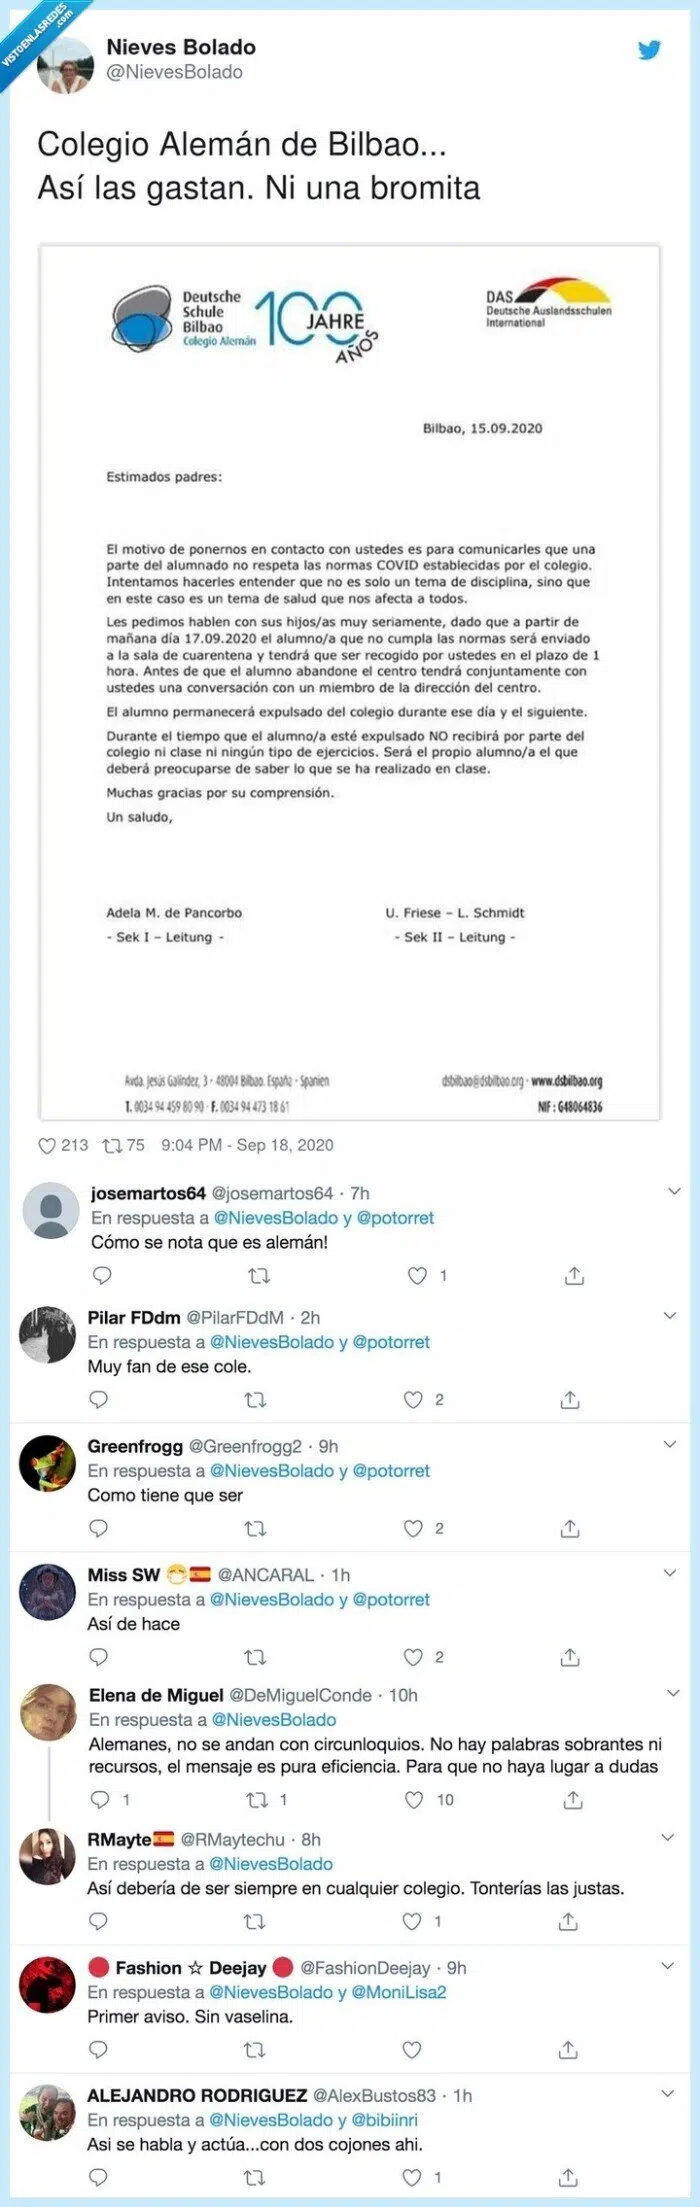 VISTOENLASREDES
.com
Nieves Bolado
@NievesBolado
Colegio Alemán de Bilbao...
Así las gastan. Ni una bromita
Deutsche
Schule
Bilbao
Colegio Alemán
100
JAHRE
AÑOS
DAS
Deutsche Auslandsschulen
International
Bilbao, 15.09.2020
Estimados padres:
El motivo de ponernos en contacto con ustedes es para comunicarles que una
parte del alumnado no respeta las normas COVID establecidas por el colegio.
Intentamos hacerles entender que no es solo un tema de disciplina, sino que
en este caso es un tema de salud que nos afecta a todos.
Les pedimos hablen con sus hijos/as muy seriamente, dado que a partir de
mañana día 17.09.2020 el alumno/a que no cumpla las normas será enviado
a la sala de cuarentena y tendrá que ser recogido por ustedes en el plazo de 1
hora. Antes de que el alumno abandone el centro tendrá conjuntamente con
ustedes una conversación con un miembro de la dirección del centro.
El alumno permanecerá expulsado del colegio durante ese día y el siguiente.
Durante el tiempo que el alumno/a esté expulsado NO recibirá por parte del
colegio ni clase ni ningún tipo de ejercicios. Será el propio alumno/a el que
deberá preocuparse de saber lo que se ha realizado en clase.
Muchas gracias por su comprensión.
Un saludo,
Adela M. de Pancorbo U. Friese – L. Schmidt
- Sek I – Leitung - - Sek II – Leitung -
Avda. Jesús Galíndez, 3 · 48004 Bilbao. España · Spanien dsbilbao@dsbilbao.org · www.dsbilbao.org
T. 0034 94 459 80 90 · F. 0034 94 473 18 61 NIF : G48064836
213 75 9:04 PM - Sep 18, 2020
josemartos64 @josemartos64 · 7h
En respuesta a @NievesBolado y @potorret
Cómo se nota que es alemán!
1
Pilar FDdm @PilarFDdM · 2h
En respuesta a @NievesBolado y @potorret
Muy fan de ese cole.
2
Greenfrogg @Greenfrogg2 · 9h
En respuesta a @NievesBolado y @potorret
Como tiene que ser
2
Miss SW 😷🇪🇸 @ANCARAL · 1h
En respuesta a @NievesBolado y @potorret
Así de hace
2
Elena de Miguel @DeMiguelConde · 10h
En respuesta a @NievesBolado
Alemanes, no se andan con circunloquios. No hay palabras sobrantes ni
recursos, el mensaje es pura eficiencia. Para que no haya lugar a dudas
1 1 10
RMayte🇪🇸 @RMaytechu · 8h
En respuesta a @NievesBolado
Así debería de ser siempre en cualquier colegio. Tonterías las justas.
1
🔴 Fashion ☆ Deejay 🔴 @FashionDeejay · 9h
En respuesta a @NievesBolado y @MoniLisa2
Primer aviso. Sin vaselina.
ALEJANDRO RODRIGUEZ @AlexBustos83 · 1h
En respuesta a @NievesBolado y @bibiinri
Asi se habla y actúa...con dos cojones ahi.
1